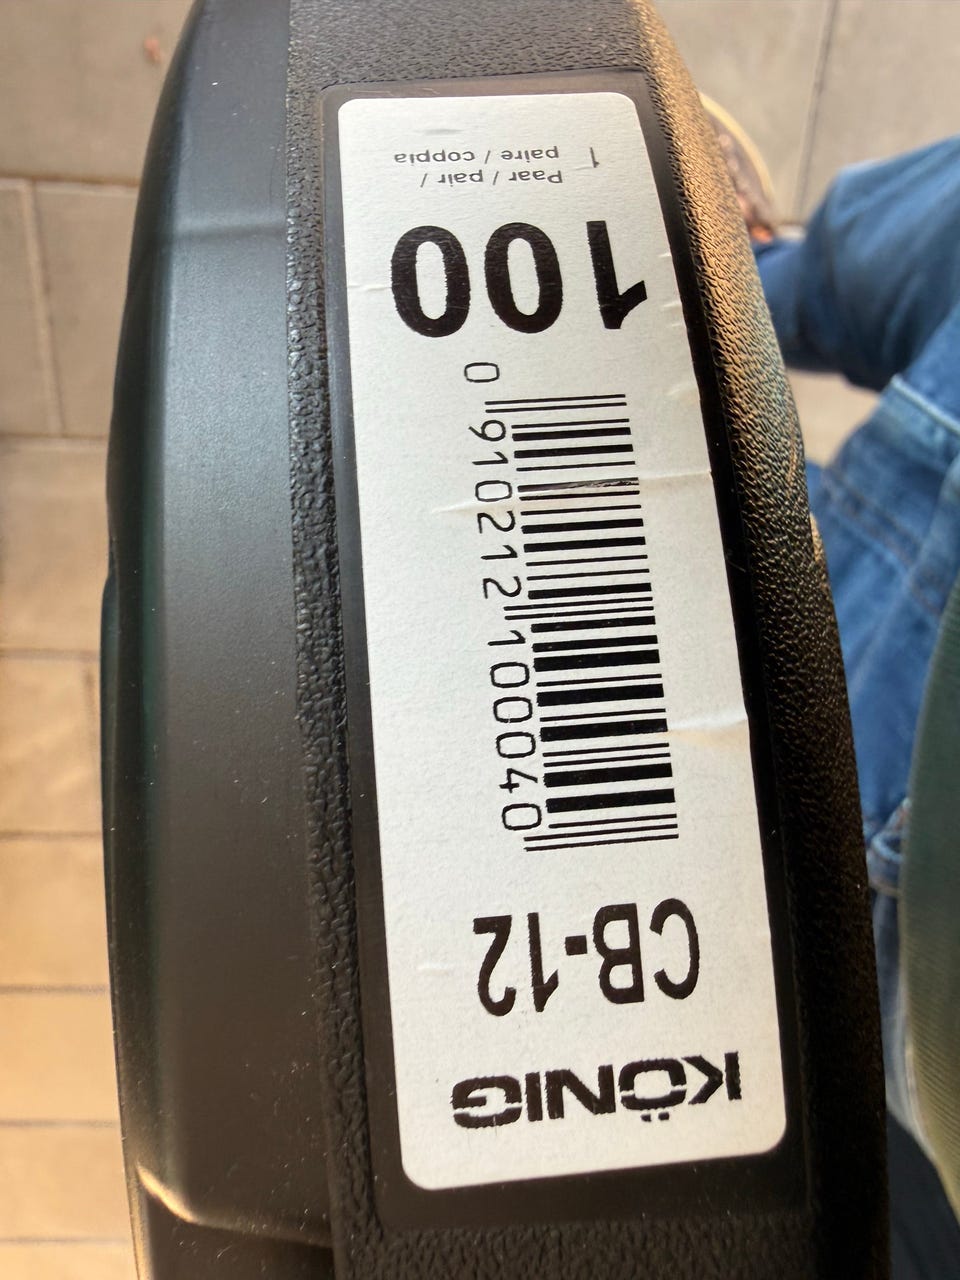 KÖNIG
CB-12
0 910212 100040
100
Paar / pair /
1 paire / coppia